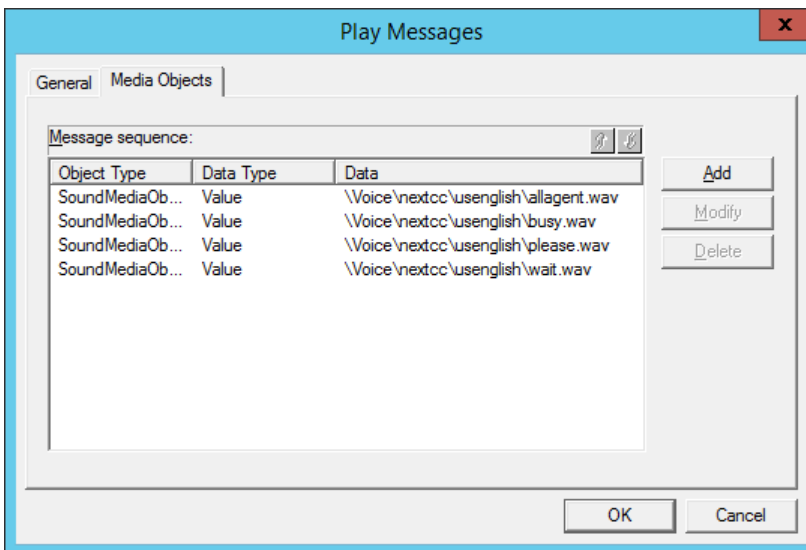 Play Messages
x
General Media Objects
Message sequence:
Object Type Data Type Data
SoundMediaOb... Value \Voice\nextcc\usenglish\allagent.wav
SoundMediaOb... Value \Voice\nextcc\usenglish\busy.wav
SoundMediaOb... Value \Voice\nextcc\usenglish\please.wav
SoundMediaOb... Value \Voice\nextcc\usenglish\wait.wav
Add
Modify
Delete
OK Cancel